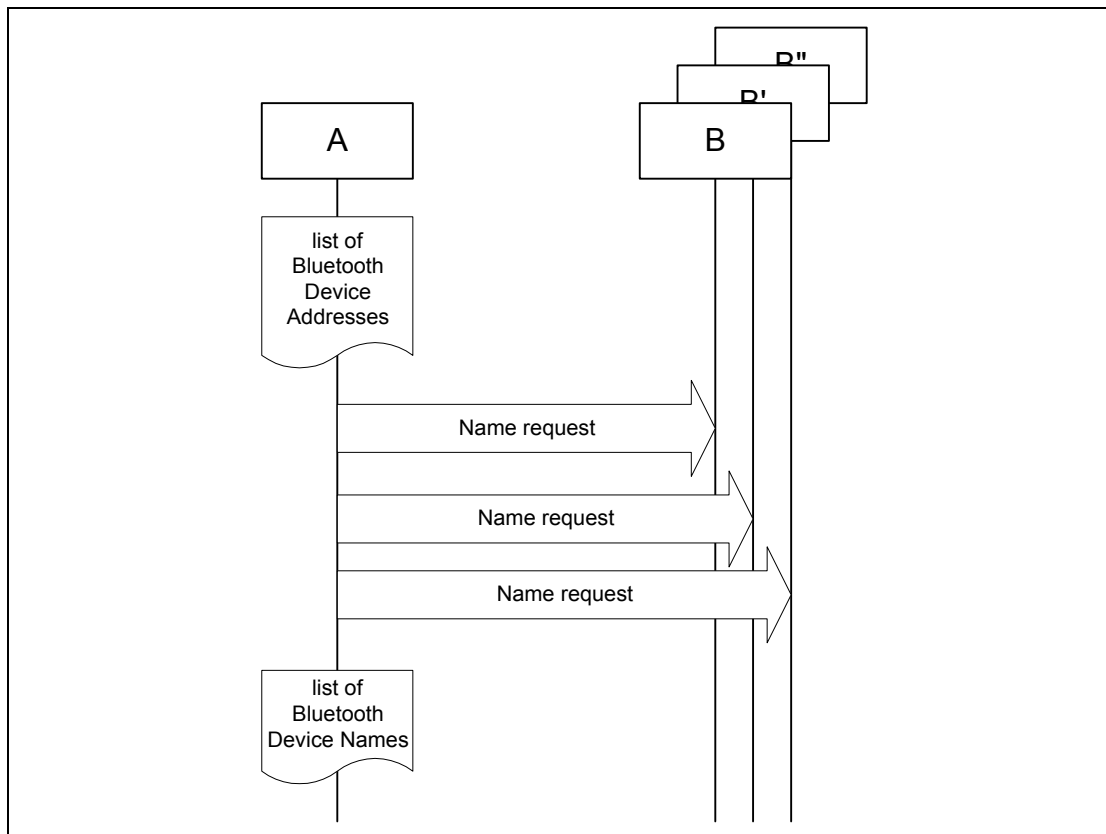 B"
B'
A
B
list of
Bluetooth
Device
Addresses
Name request
Name request
Name request
list of
Bluetooth
Device Names